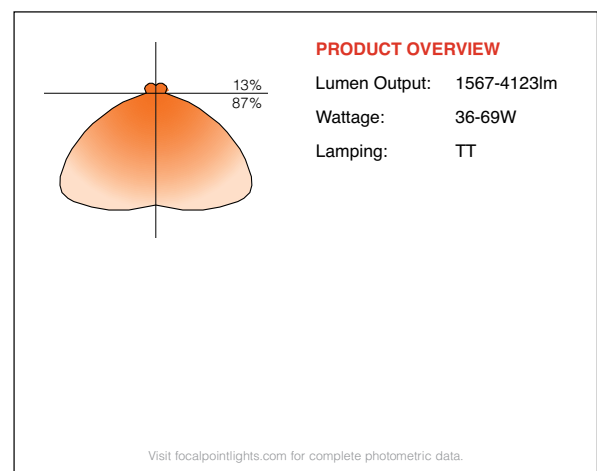 13%
87%
PRODUCT OVERVIEW
Lumen Output: 1567-4123lm
Wattage: 36-69W
Lamping: TT
Visit focalpointlights.com for complete photometric data.